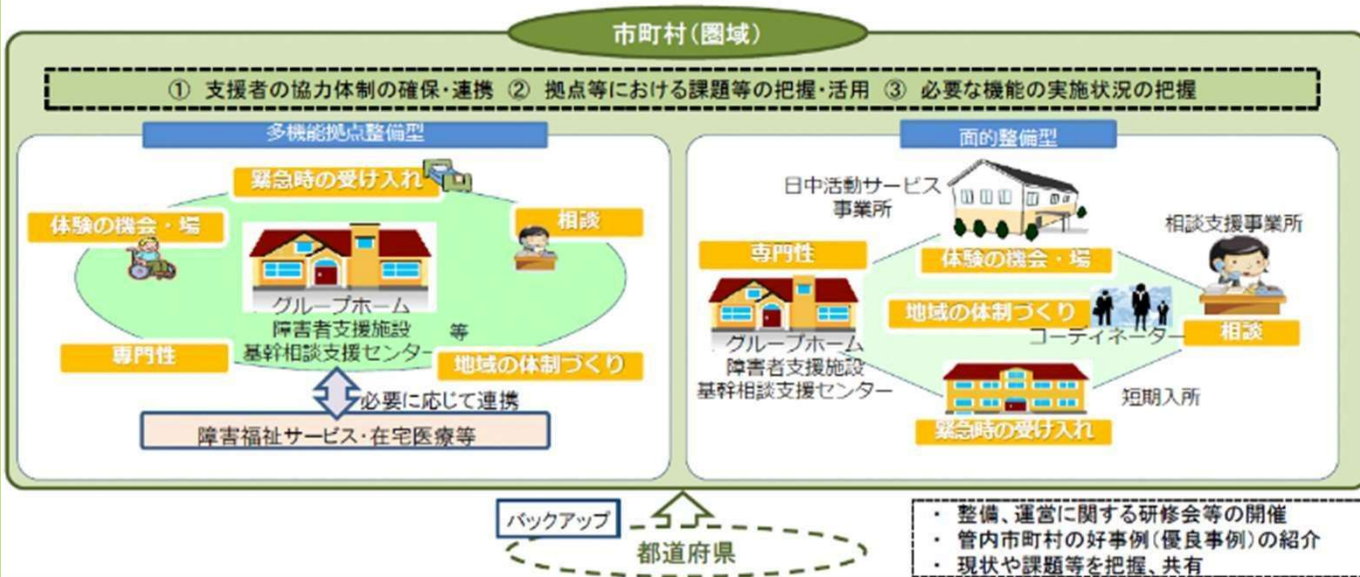 市町村(圏域)
① 支援者の協力体制の確保・連携 ② 拠点等における課題等の把握・活用 ③ 必要な機能の実施状況の把握
多機能拠点整備型
緊急時の受け入れ
体験の機会・場
相談
グループホーム
障害者支援施設 等
基幹相談支援センター
専門性
地域の体制づくり
必要に応じて連携
障害福祉サービス・在宅医療等
面的整備型
日中活動サービス
事業所
相談支援事業所
専門性
体験の機会・場
地域の体制づくり
コーディネーター
相談
グループホーム
障害者支援施設
基幹相談支援センター
短期入所
緊急時の受け入れ
バックアップ
都道府県
・ 整備、運営に関する研修会等の開催
・ 管内市町村の好事例(優良事例)の紹介
・ 現状や課題等を把握、共有